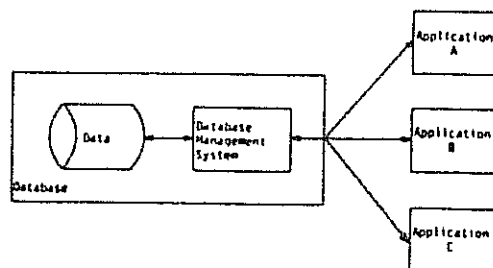 Application
A
Data
Database
Management
System
Application
B
Database
Application
C